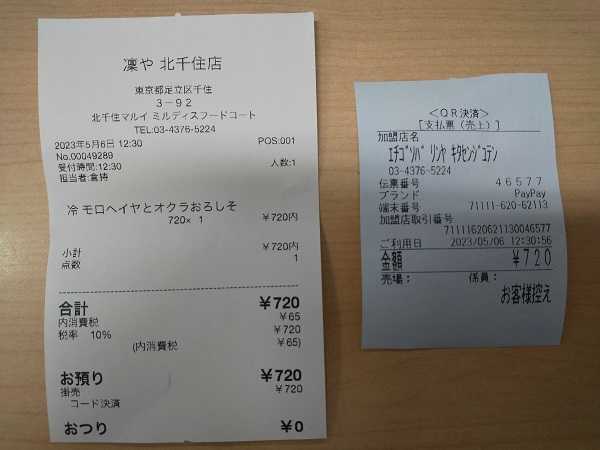 凜や 北千住店
東京都足立区千住
3-92
北千住マルイ ミルディスフードコート
TEL:03-4376-5224
2023年5月6日 12:30 POS:001
No.00049289
受付時間:12:30 人数:1
担当者:倉持
冷 モロヘイヤとオクラおろしそ
720× 1 ¥720内
小計 ¥720内
点数 1
合計 ¥720
内消費税 ¥65
税率 10% ¥720
(内消費税 ¥65)
お預り ¥720
掛売 ¥720
コード決済
おつり ¥0
<QR決済>
[支払票(売上)]
加盟店名
ｴﾁｺﾞｿﾊﾞ ﾘﾝﾔ ｷﾀｾﾝｼﾞﾕﾃﾝ
03-4376-5224
伝票番号 46577
ブランド PayPay
端末番号 71111-620-62113
加盟店取引番号
71111620621130046577
ご利用日 2023/05/06 12:30:56
金額 ¥720
売場: 係員:
お客様控え